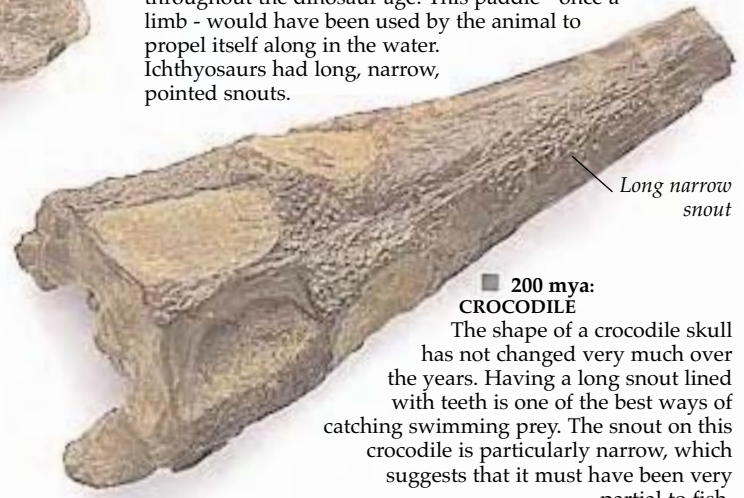 throughout the dinosaur age. This paddle - once a
limb - would have been used by the animal to
propel itself along in the water.
Ichthyosaurs had long, narrow,
pointed snouts.
Long narrow
snout
200 mya:
CROCODILE
The shape of a crocodile skull
has not changed very much over
the years. Having a long snout lined
with teeth is one of the best ways of
catching swimming prey. The snout on this
crocodile is particularly narrow, which
suggests that it must have been very
partial to fish.